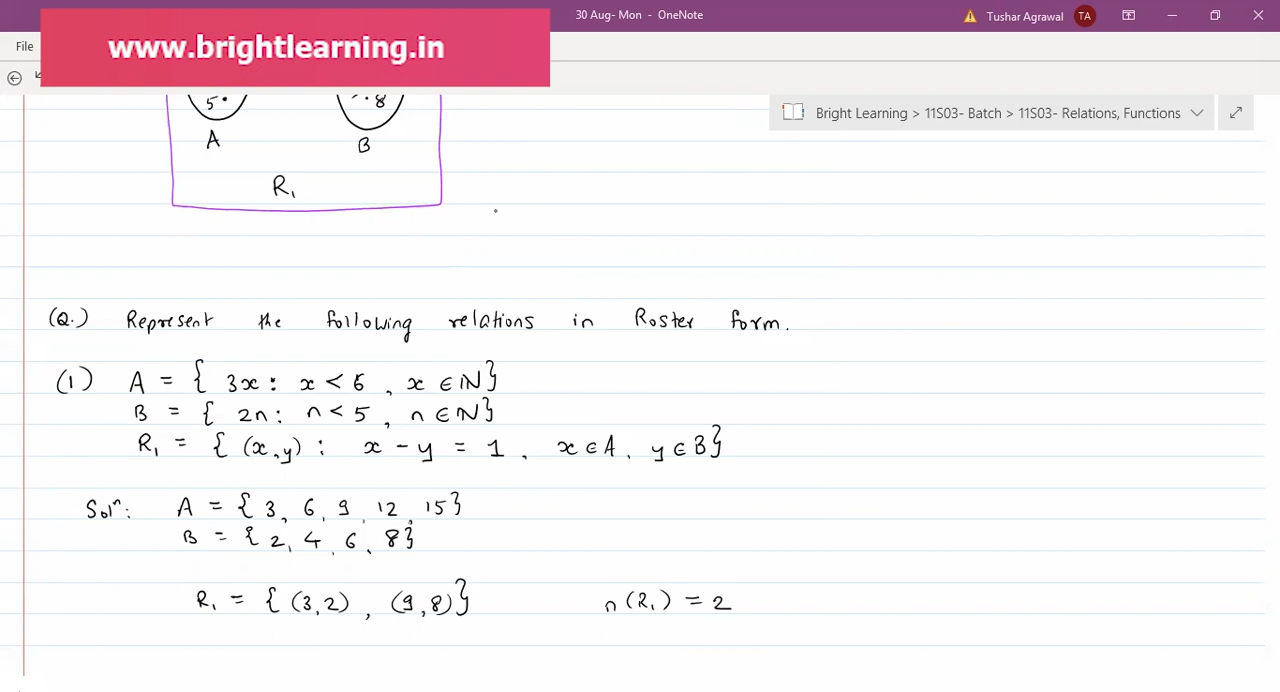 30 Aug- Mon - OneNote
Tushar Agrawal TA
File
www.brightlearning.in
Bright Learning > 11S03- Batch > 11S03- Relations, Functions
5. .8
A B
R₁
(Q.) Represent the following relations in Roster form.
(1) A = { 3x : x < 6 , x ∈ N}
B = { 2n : n < 5 , n ∈ N}
R₁ = { (x,y) : x - y = 1 , x ∈ A , y ∈ B}
Solⁿ: A = { 3, 6, 9, 12, 15}
B = { 2, 4, 6, 8}
R₁ = { (3,2) , (9,8)} n(R₁) = 2